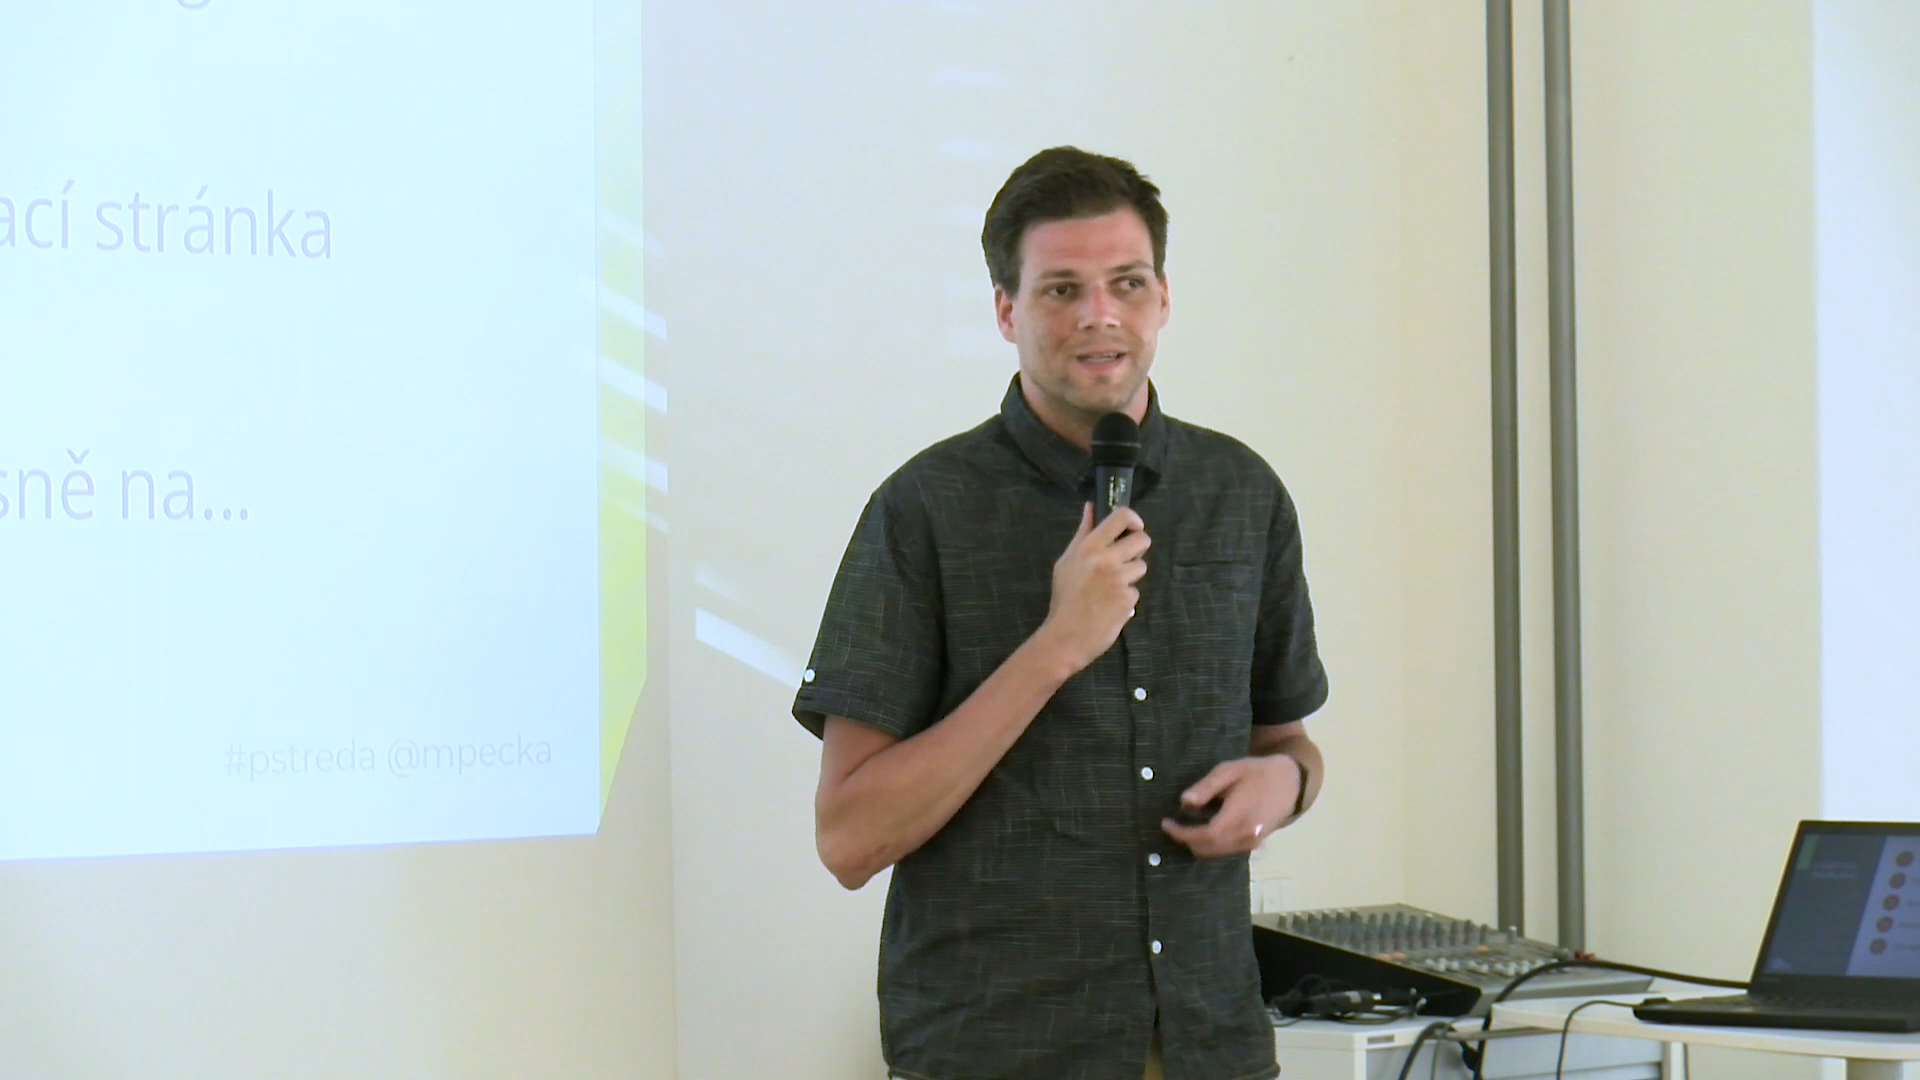 ací stránka
sně na...
#pstreda @mpecka